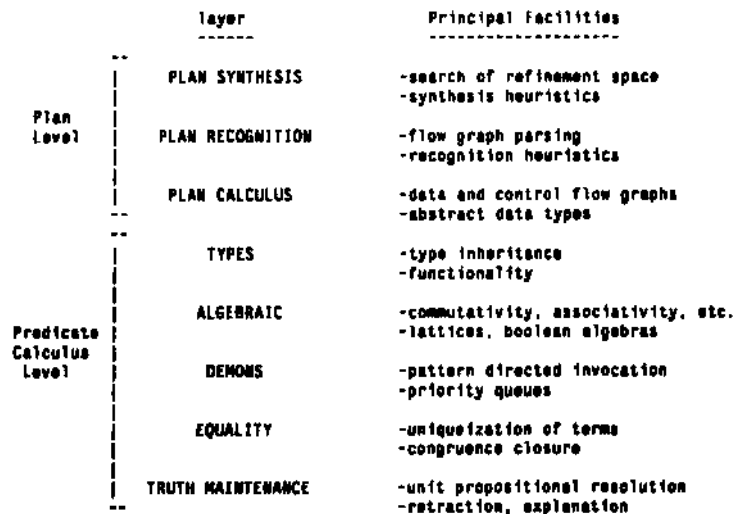 layer Principal Facilities
PLAN SYNTHESIS -search of refinement space
-synthesis heuristics
Plan
Level
PLAN RECOGNITION -flow graph parsing
-recognition heuristics
PLAN CALCULUS -data and control flow graphs
-abstract data types
TYPES -type inheritance
-functionality
ALGEBRAIC -commutativity, associativity, etc.
-lattices, boolean algebras
Predicate
Calculus
Level
DEMONS -pattern directed invocation
-priority queues
EQUALITY -uniqueization of terms
-congruence closure
TRUTH MAINTENANCE -unit propositional resolution
-retraction, explanation